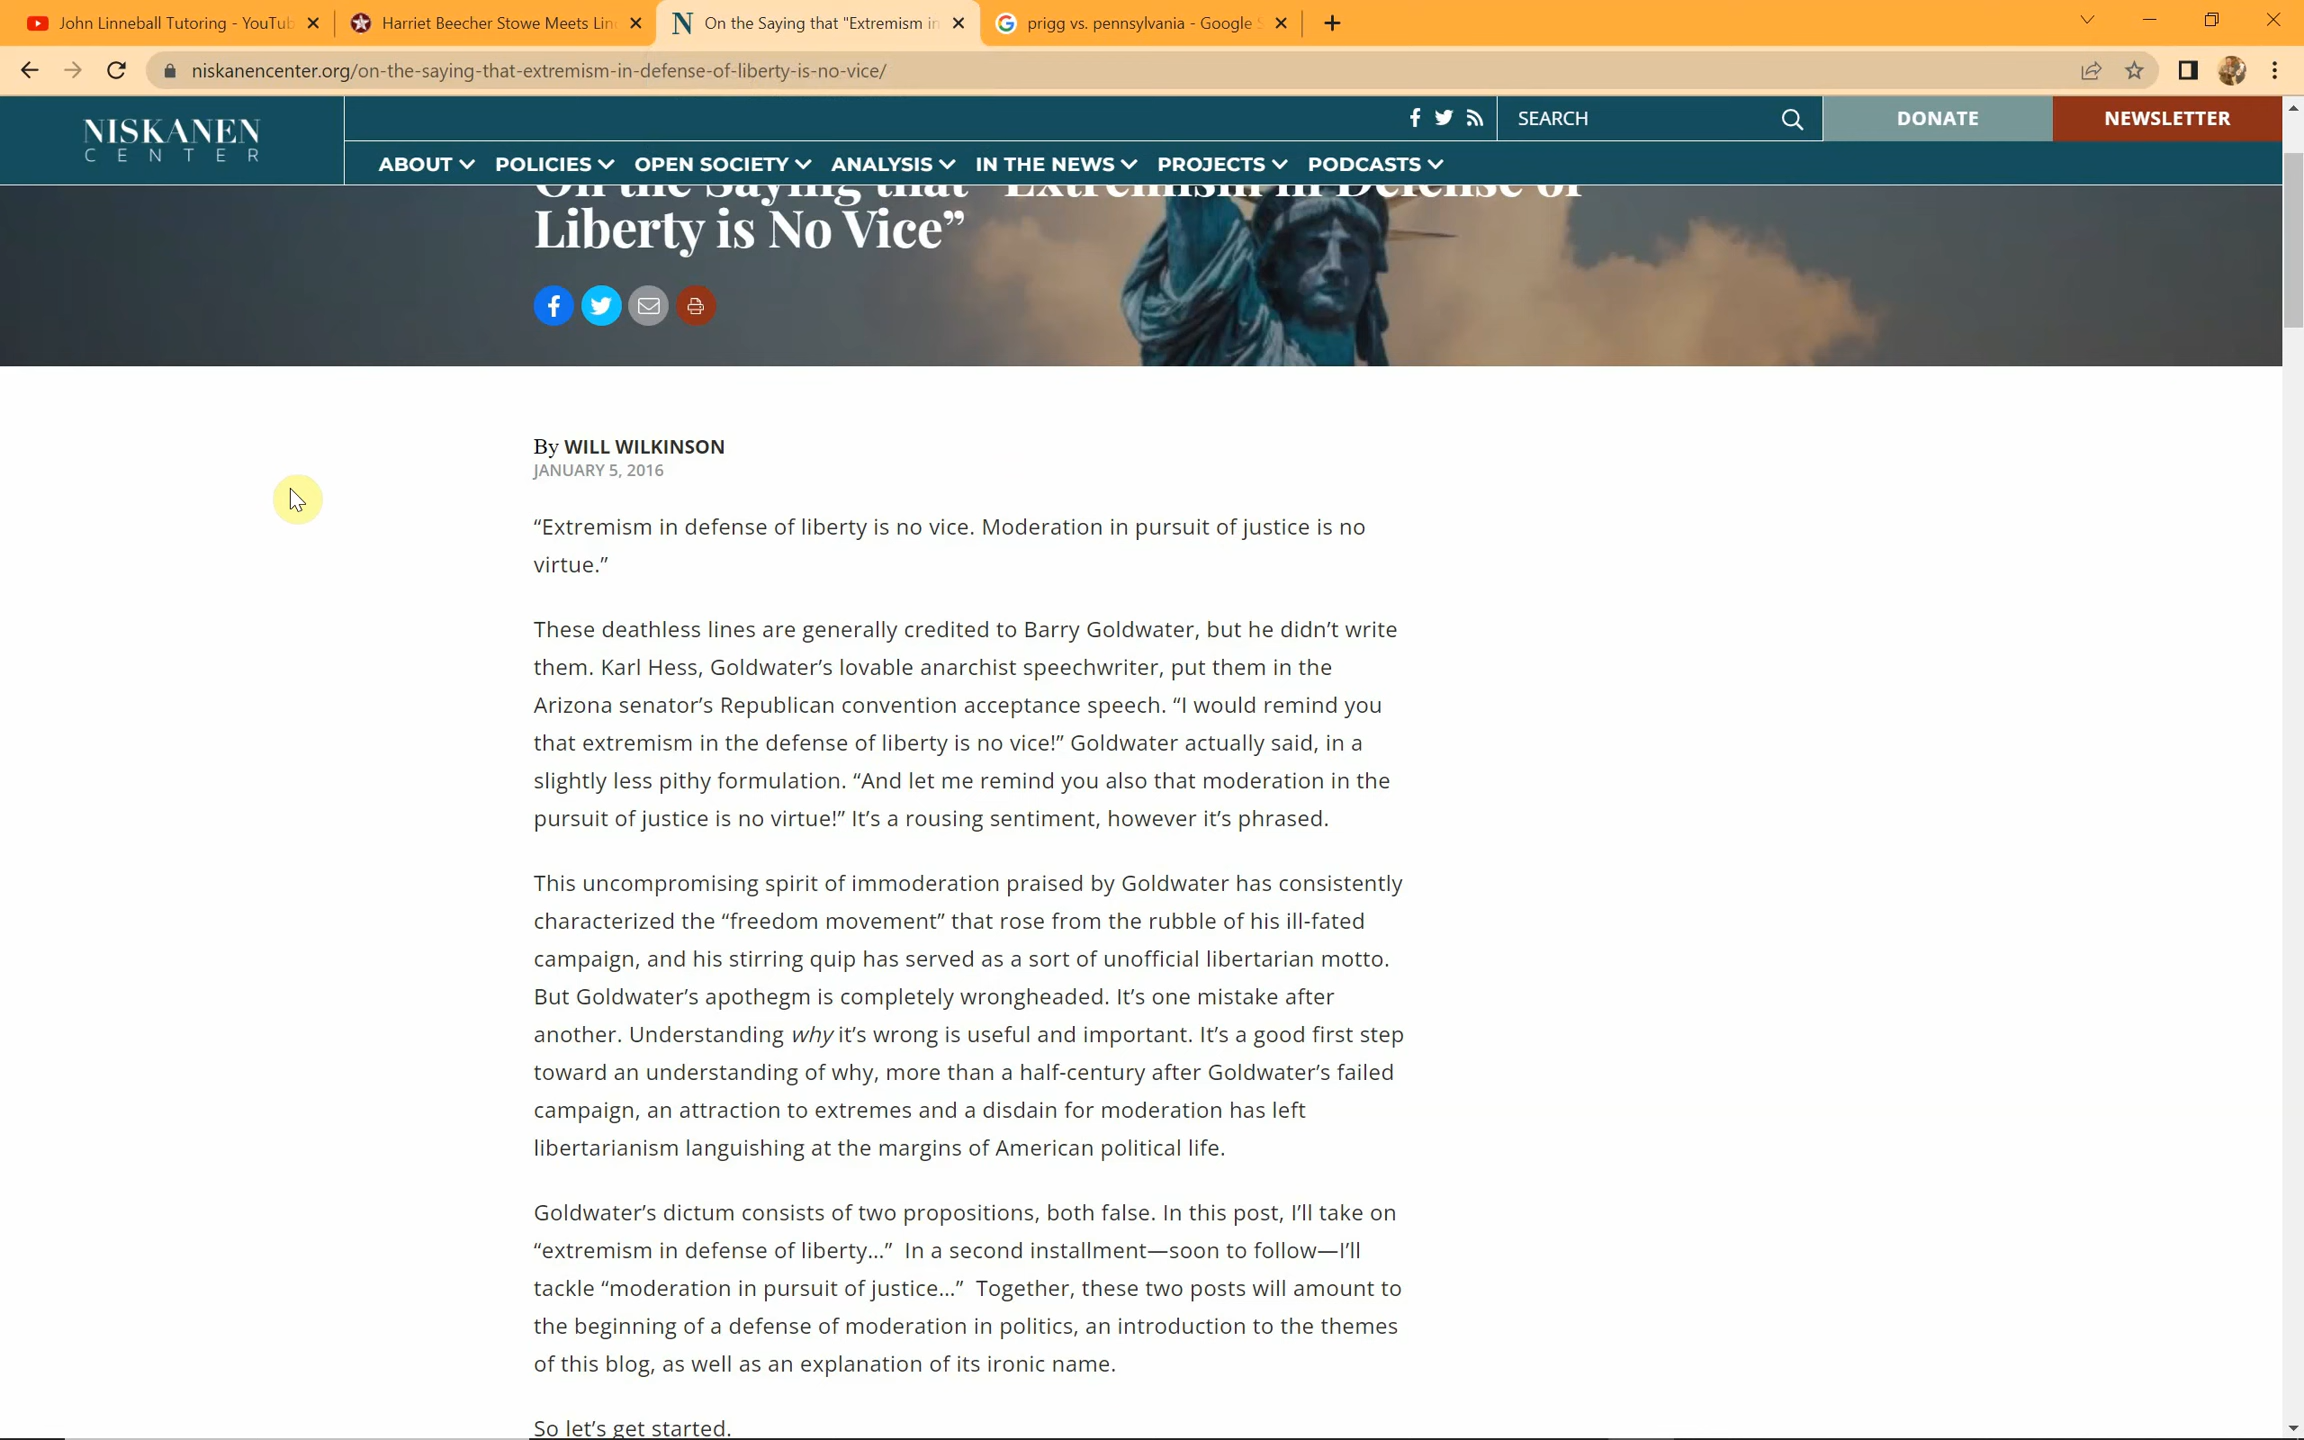 John Linneball Tutoring - YouTub
Harriet Beecher Stowe Meets Lin
On the Saying that "Extremism in
prigg vs. pennsylvania - Google S
niskanencenter.org/on-the-saying-that-extremism-in-defense-of-liberty-is-no-vice/
NISKANEN
CENTER
SEARCH
DONATE
NEWSLETTER
ABOUT
POLICIES
OPEN SOCIETY
ANALYSIS
IN THE NEWS
PROJECTS
PODCASTS
On the Saying that “Extremism in Defense of
Liberty is No Vice”
By WILL WILKINSON
JANUARY 5, 2016
“Extremism in defense of liberty is no vice. Moderation in pursuit of justice is no
virtue.”
These deathless lines are generally credited to Barry Goldwater, but he didn’t write
them. Karl Hess, Goldwater’s lovable anarchist speechwriter, put them in the
Arizona senator’s Republican convention acceptance speech. “I would remind you
that extremism in the defense of liberty is no vice!” Goldwater actually said, in a
slightly less pithy formulation. “And let me remind you also that moderation in the
pursuit of justice is no virtue!” It’s a rousing sentiment, however it’s phrased.
This uncompromising spirit of immoderation praised by Goldwater has consistently
characterized the “freedom movement” that rose from the rubble of his ill-fated
campaign, and his stirring quip has served as a sort of unofficial libertarian motto.
But Goldwater’s apothegm is completely wrongheaded. It’s one mistake after
another. Understanding why it’s wrong is useful and important. It’s a good first step
toward an understanding of why, more than a half-century after Goldwater’s failed
campaign, an attraction to extremes and a disdain for moderation has left
libertarianism languishing at the margins of American political life.
Goldwater’s dictum consists of two propositions, both false. In this post, I’ll take on
“extremism in defense of liberty…”  In a second installment—soon to follow—I’ll
tackle “moderation in pursuit of justice…”  Together, these two posts will amount to
the beginning of a defense of moderation in politics, an introduction to the themes
of this blog, as well as an explanation of its ironic name.
So let’s get started.